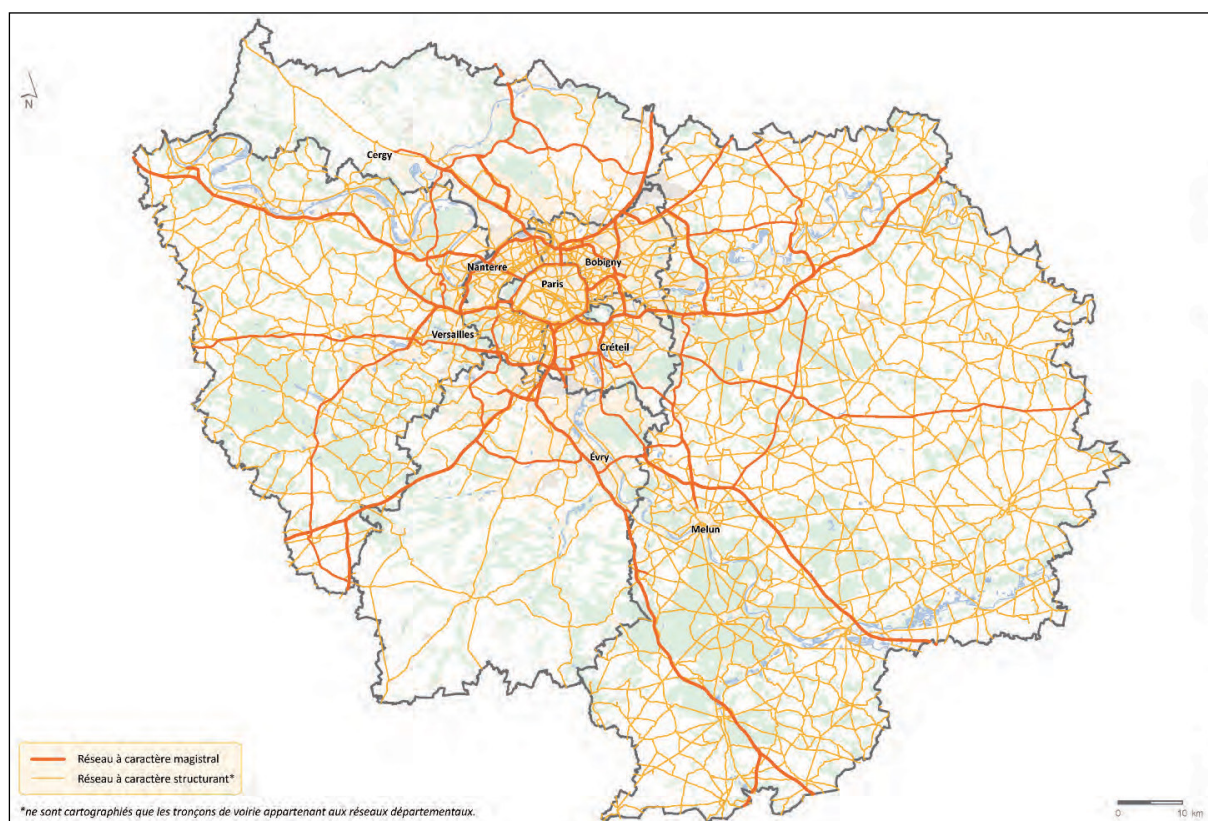 N
Cergy
Nanterre
Bobigny
Paris
Versailles
Créteil
Évry
Melun
Réseau à caractère magistral
Réseau à caractère structurant*
*ne sont cartographiés que les tronçons de voirie appartenant aux réseaux départementaux.
0 10 km